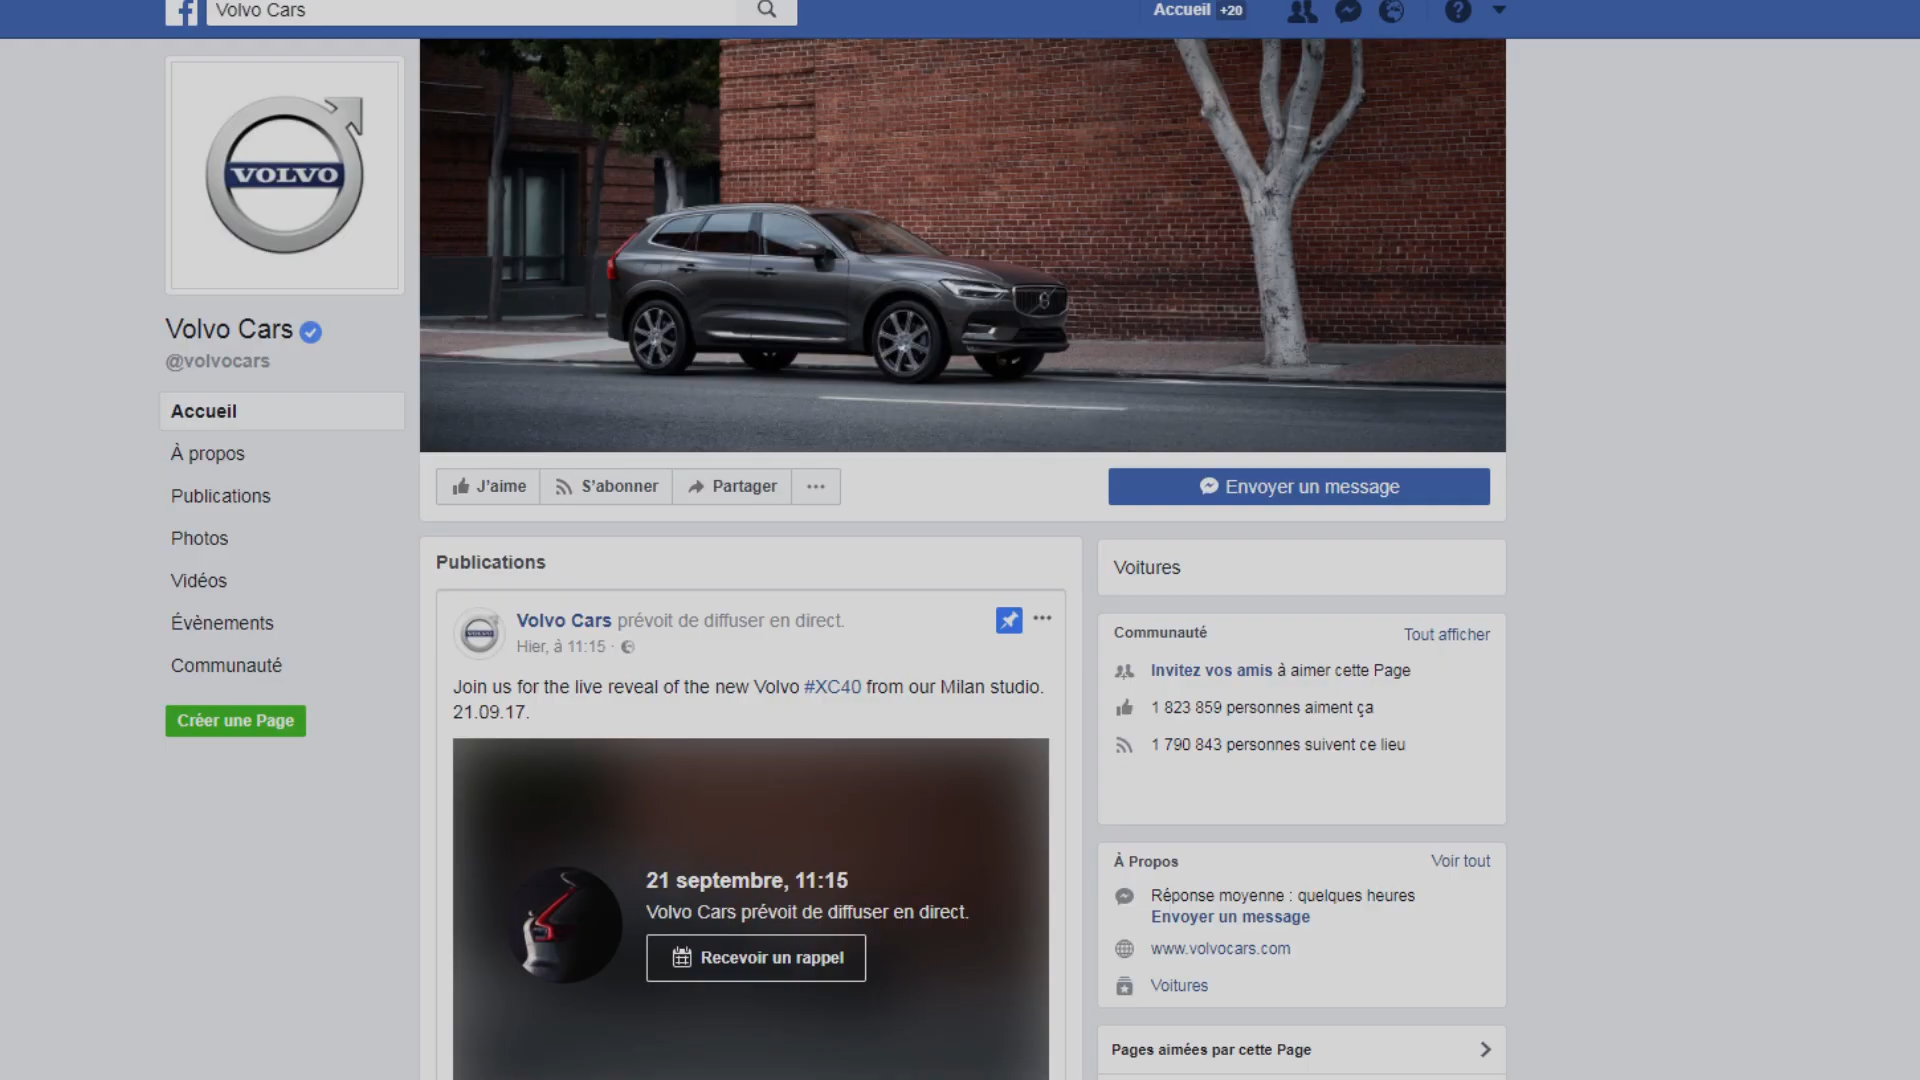 Volvo Cars
Accueil +20
VOLVO
Volvo Cars
@volvocars
Accueil
À propos
Publications
Photos
Vidéos
Évènements
Communauté
Créer une Page
J'aime
S'abonner
Partager
Envoyer un message
Publications
Volvo Cars prévoit de diffuser en direct.
Hier, à 11:15
Join us for the live reveal of the new Volvo #XC40 from our Milan studio.
21.09.17.
21 septembre, 11:15
Volvo Cars prévoit de diffuser en direct.
Recevoir un rappel
Voitures
Communauté
Tout afficher
Invitez vos amis à aimer cette Page
1 823 859 personnes aiment ça
1 790 843 personnes suivent ce lieu
À Propos
Voir tout
Réponse moyenne : quelques heures
Envoyer un message
www.volvocars.com
Voitures
Pages aimées par cette Page